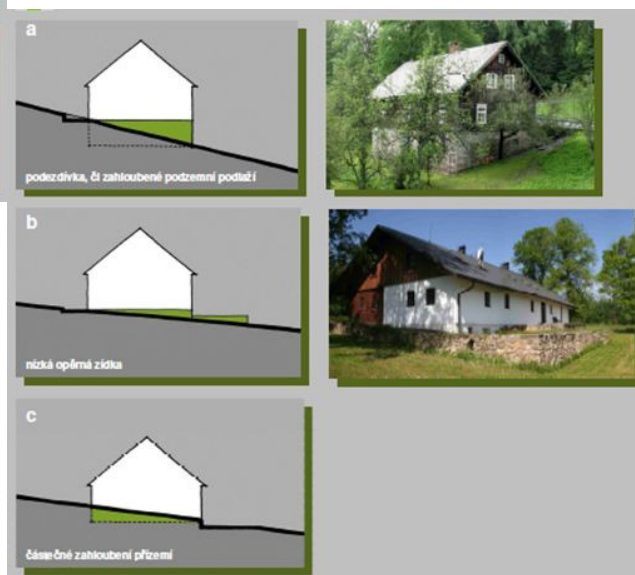 a
podezdívka, či zahloubené podzemní podlaží
b
nízká opěrná zídka
c
částečné zahloubení přízemí